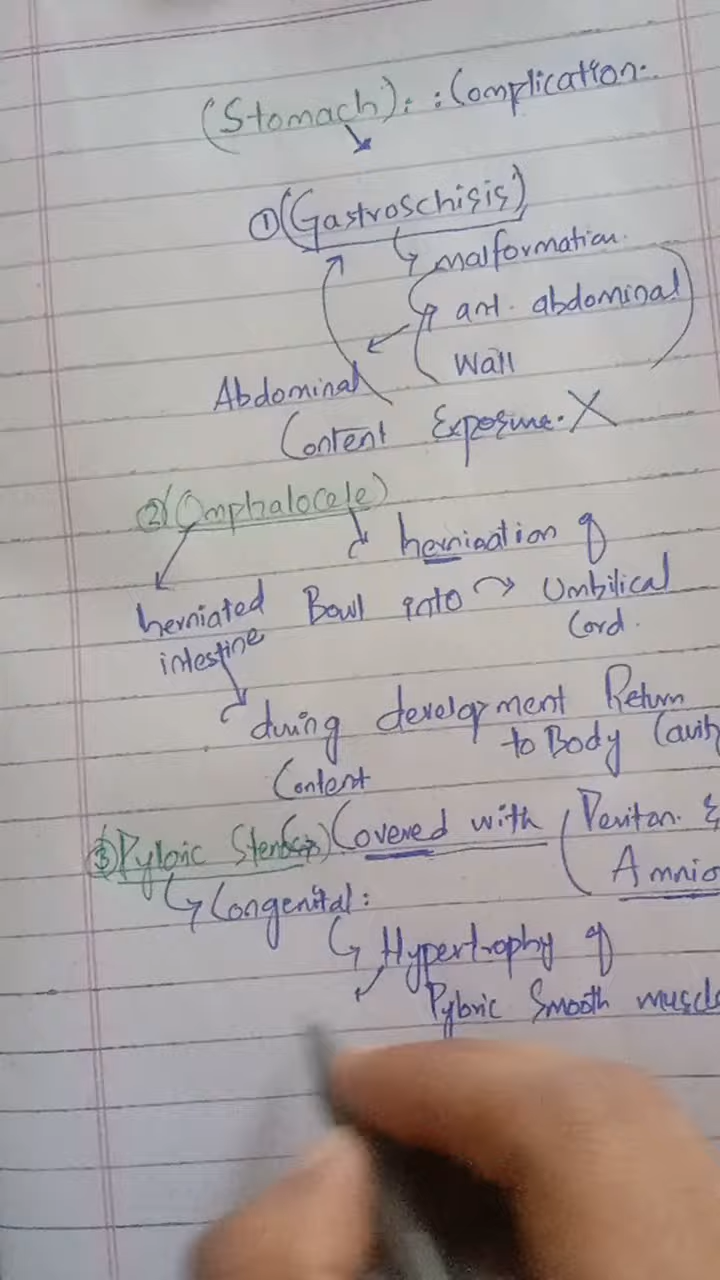 (Stomach): :Complication:.
① (Gastroschisis)
malformation.
ant. abdominal
wall
Abdominal
Content Exposure. X
② (Omphalocele)
herniation of
herniated Bowl into Umbilical
intestine Cord.
during development Return
to Body Cavity
Content
③ Pyloric Stenosis) Covered with (Periton. &
Amnio
Congenital:
Hypertrophy of
Pyloric Smooth muscle